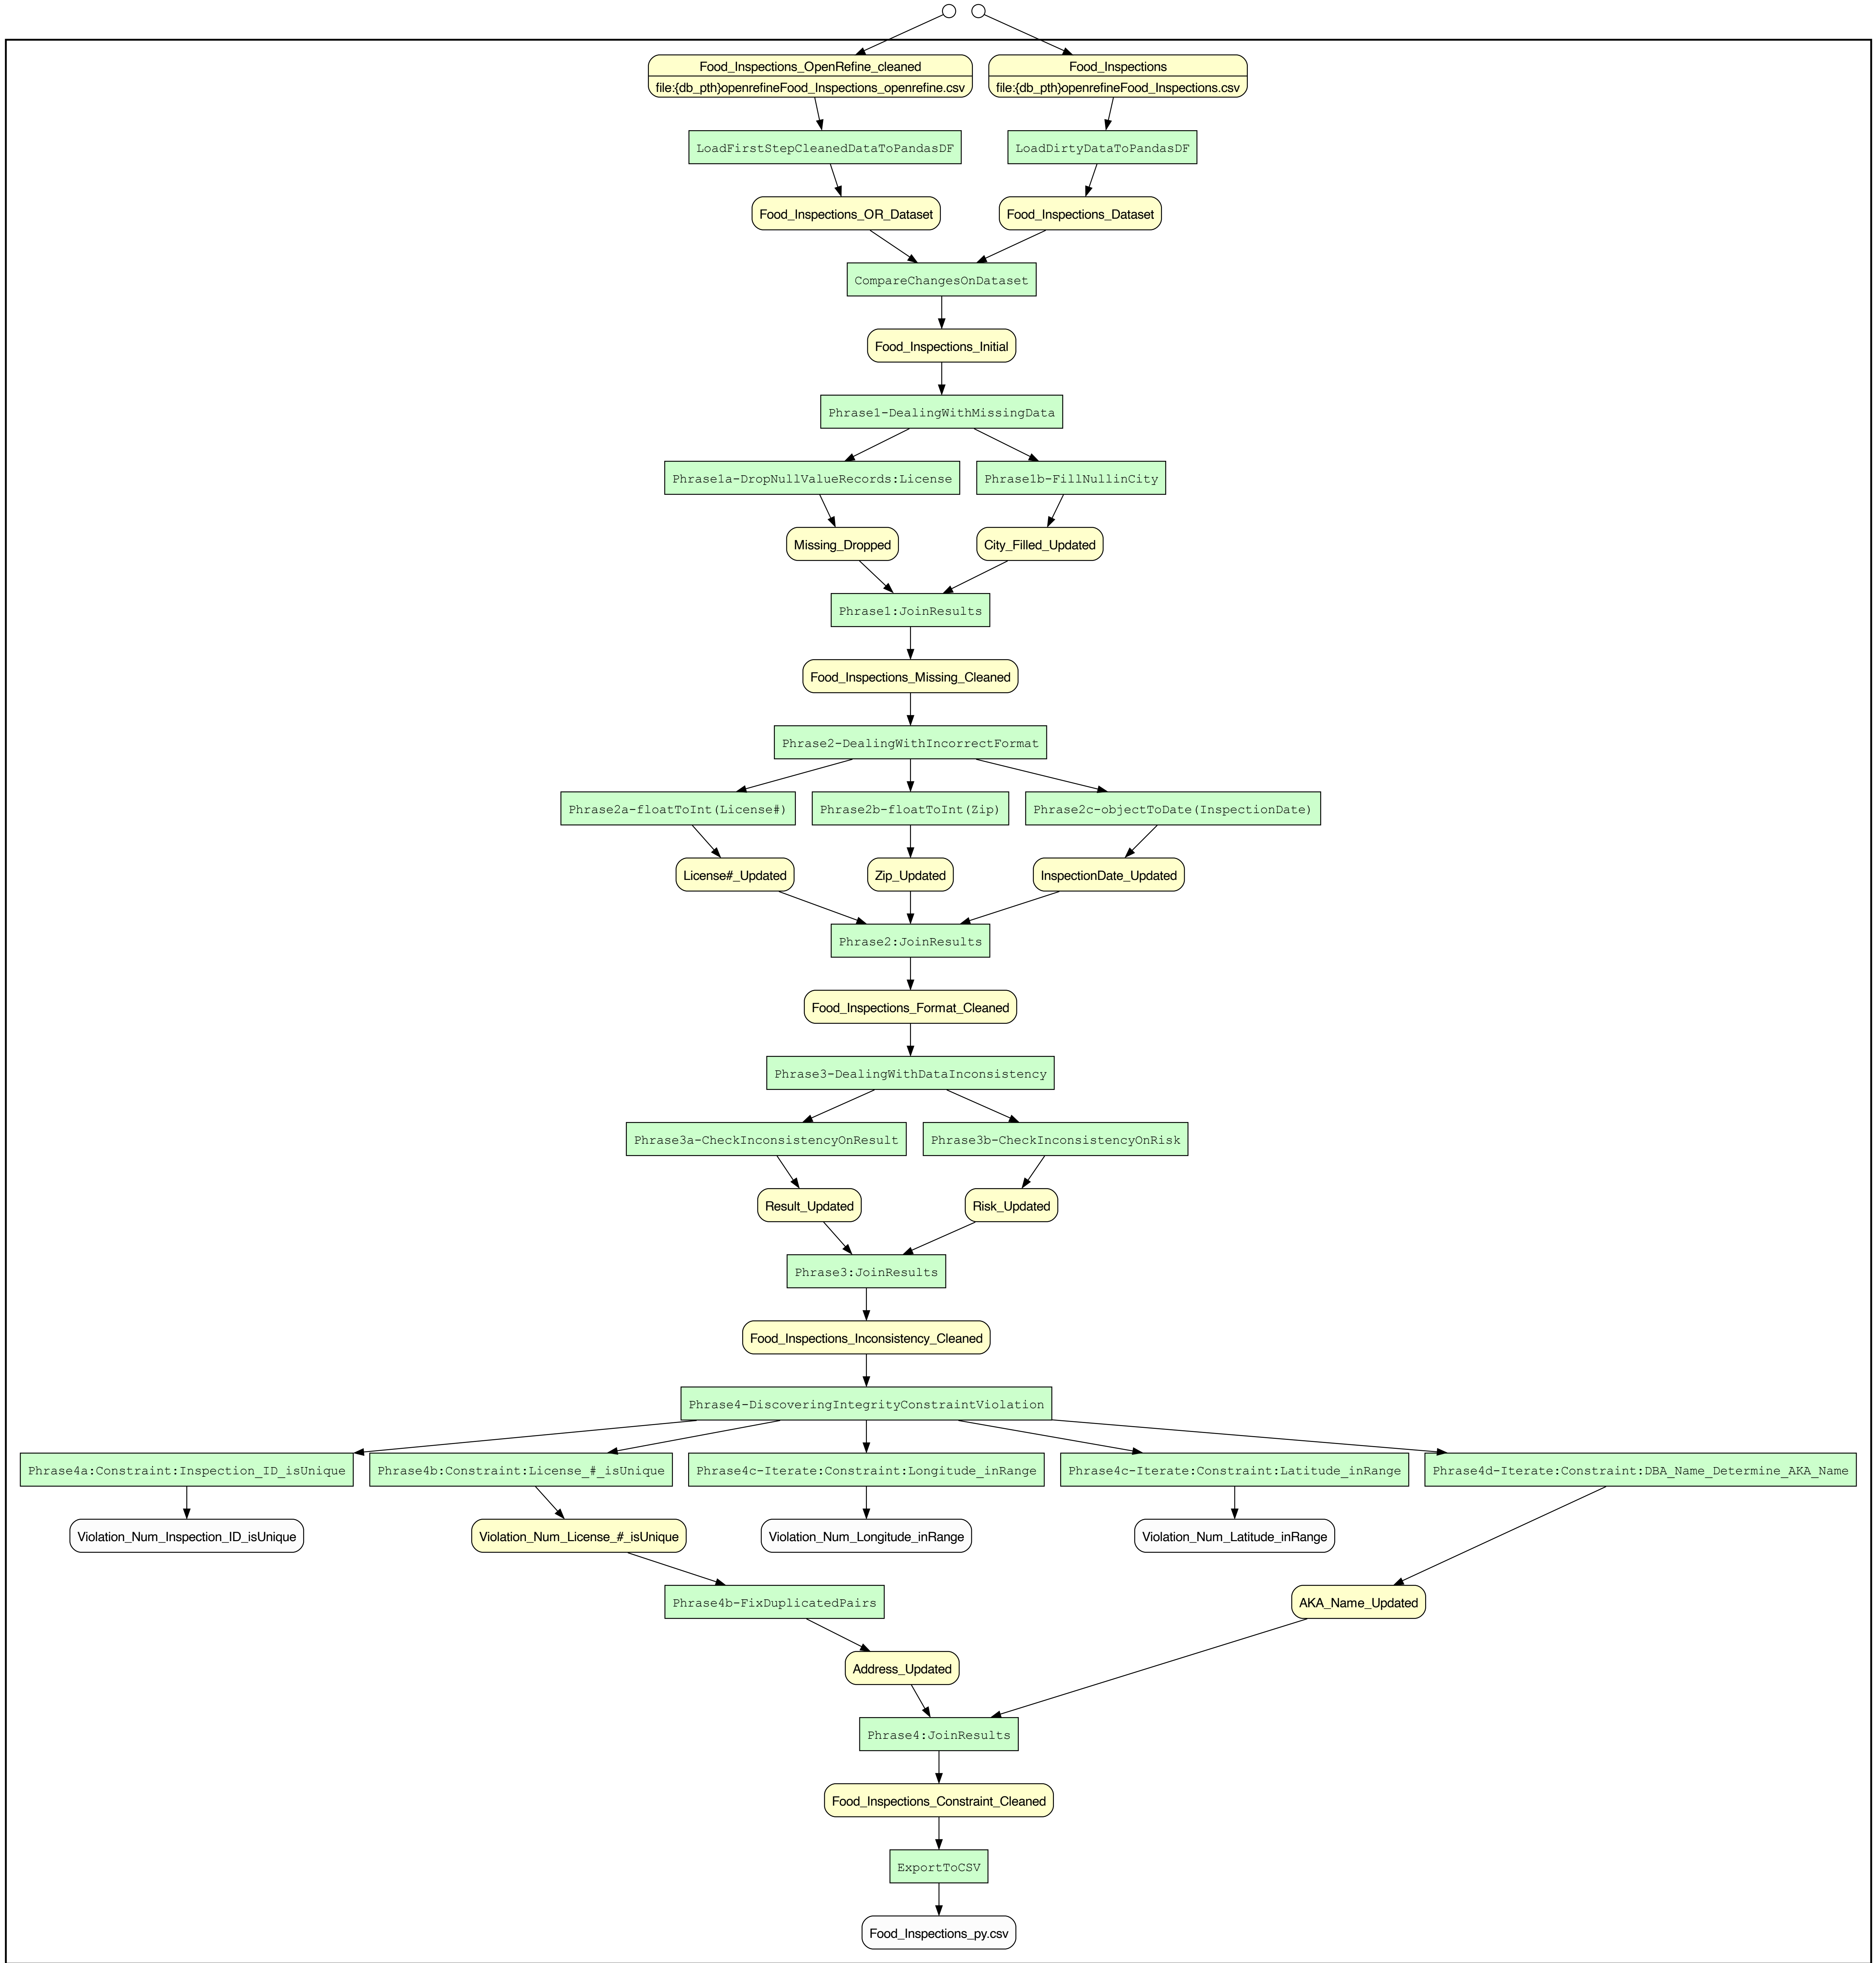 Food_Inspections_OpenRefine_cleaned
file:{db_pth}openrefineFood_Inspections_openrefine.csv
Food_Inspections
file:{db_pth}openrefineFood_Inspections.csv
LoadFirstStepCleanedDataToPandasDF
LoadDirtyDataToPandasDF
Food_Inspections_OR_Dataset
Food_Inspections_Dataset
CompareChangesOnDataset
Food_Inspections_Initial
Phrase1-DealingWithMissingData
Phrase1a-DropNullValueRecords:License
Phrase1b-FillNullinCity
Missing_Dropped
City_Filled_Updated
Phrase1:JoinResults
Food_Inspections_Missing_Cleaned
Phrase2-DealingWithIncorrectFormat
Phrase2a-floatToInt(License#)
Phrase2b-floatToInt(Zip)
Phrase2c-objectToDate(InspectionDate)
License#_Updated
Zip_Updated
InspectionDate_Updated
Phrase2:JoinResults
Food_Inspections_Format_Cleaned
Phrase3-DealingWithDataInconsistency
Phrase3a-CheckInconsistencyOnResult
Phrase3b-CheckInconsistencyOnRisk
Result_Updated
Risk_Updated
Phrase3:JoinResults
Food_Inspections_Inconsistency_Cleaned
Phrase4-DiscoveringIntegrityConstraintViolation
Phrase4a:Constraint:Inspection_ID_isUnique
Phrase4b:Constraint:License_#_isUnique
Phrase4c-Iterate:Constraint:Longitude_inRange
Phrase4c-Iterate:Constraint:Latitude_inRange
Phrase4d-Iterate:Constraint:DBA_Name_Determine_AKA_Name
Violation_Num_Inspection_ID_isUnique
Violation_Num_License_#_isUnique
Violation_Num_Longitude_inRange
Violation_Num_Latitude_inRange
Phrase4b-FixDuplicatedPairs
AKA_Name_Updated
Address_Updated
Phrase4:JoinResults
Food_Inspections_Constraint_Cleaned
ExportToCSV
Food_Inspections_py.csv